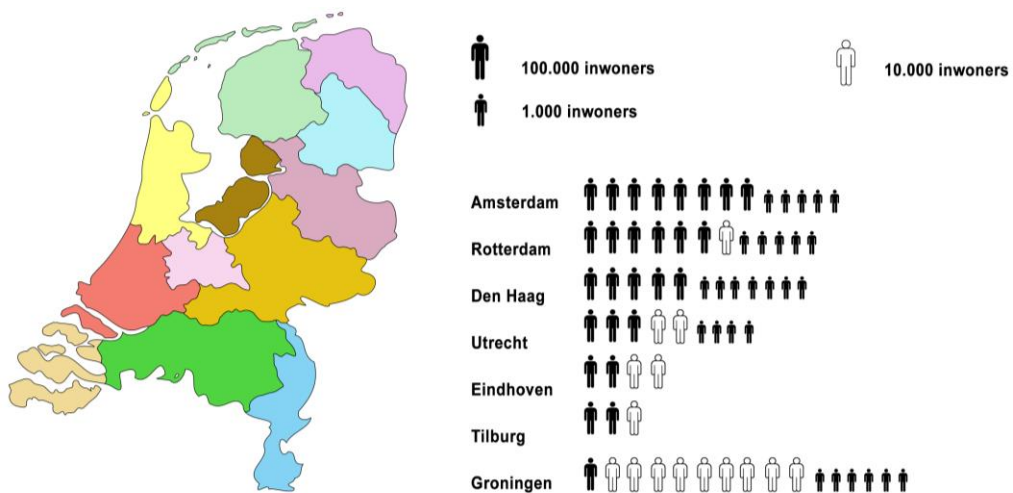 100.000 inwoners
10.000 inwoners
1.000 inwoners
Amsterdam
Rotterdam
Den Haag
Utrecht
Eindhoven
Tilburg
Groningen